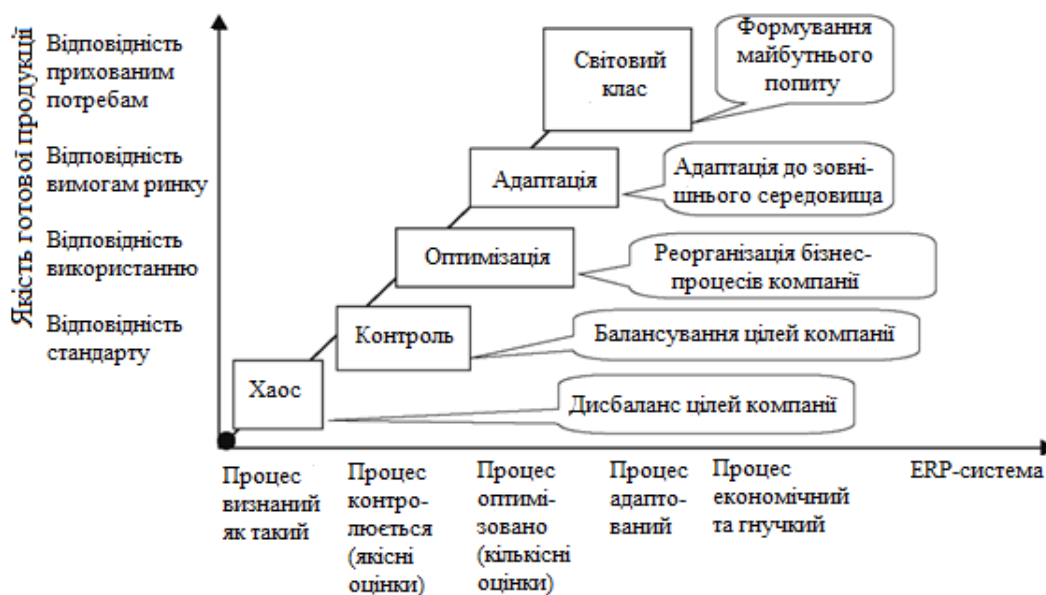 Якість готової продукції
Відповідність
прихованим
потребам
Відповідність
вимогам ринку
Відповідність
використанню
Відповідність
стандарту
Світовий
клас
Формування
майбутнього
попиту
Адаптація
Адаптація до зовні-
шнього середовища
Оптимізація
Реорганізація бізнес-
процесів компанії
Контроль
Балансування цілей компанії
Хаос
Дисбаланс цілей компанії
Процес
визнаний
як такий
Процес
контро-
люється
(якісні
оцінки)
Процес
оптимі-
зовано
(кількісні
оцінки)
Процес
адапто-
ваний
Процес
економічний
та гнучкий
ERP-система